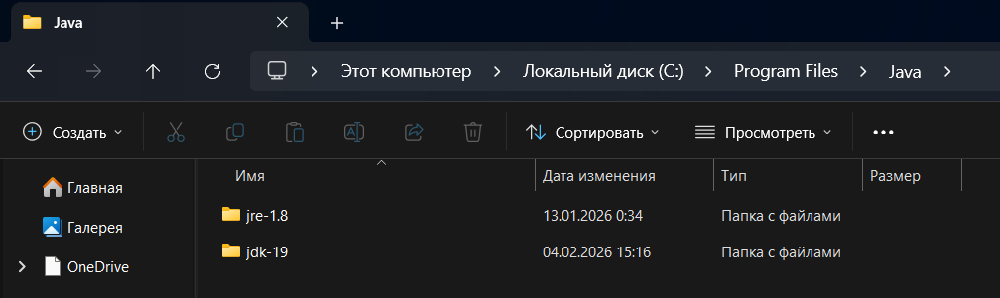 Java
Этот компьютер > Локальный диск (C:) > Program Files > Java >
Создать Сортировать Просмотреть
Имя Дата изменения Тип Размер
Главная
jre-1.8 13.01.2026 0:34 Папка с файлами
Галерея
jdk-19 04.02.2026 15:16 Папка с файлами
OneDrive